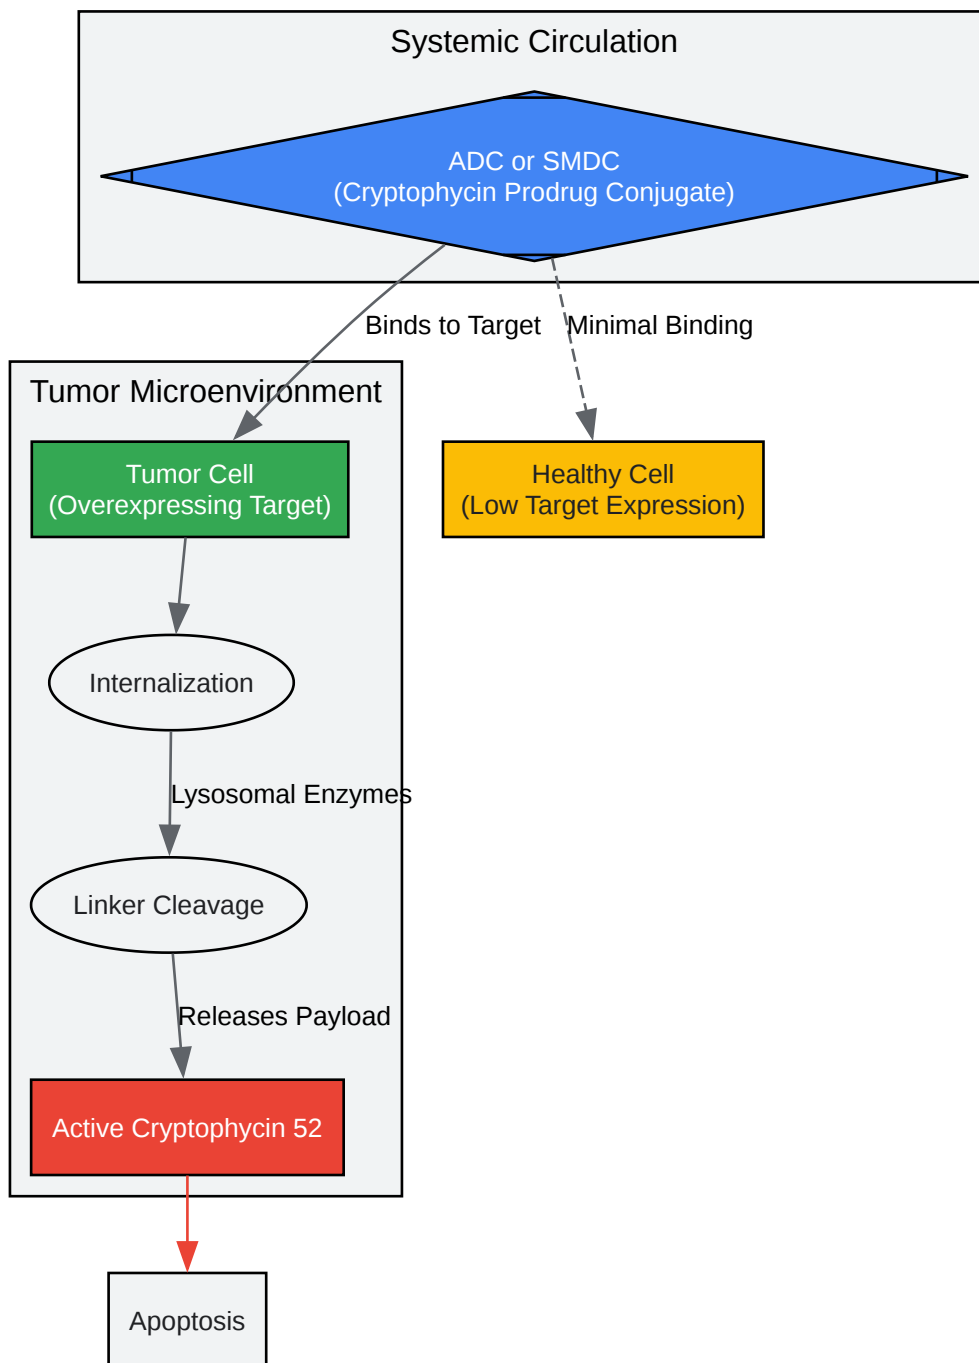 Systemic Circulation
ADC or SMDC
(Cryptophycin Prodrug Conjugate)
Binds to Target
Minimal Binding
Tumor Microenvironment
Tumor Cell
(Overexpressing Target)
Healthy Cell
(Low Target Expression)
Internalization
Lysosomal Enzymes
Linker Cleavage
Releases Payload
Active Cryptophycin 52
Apoptosis